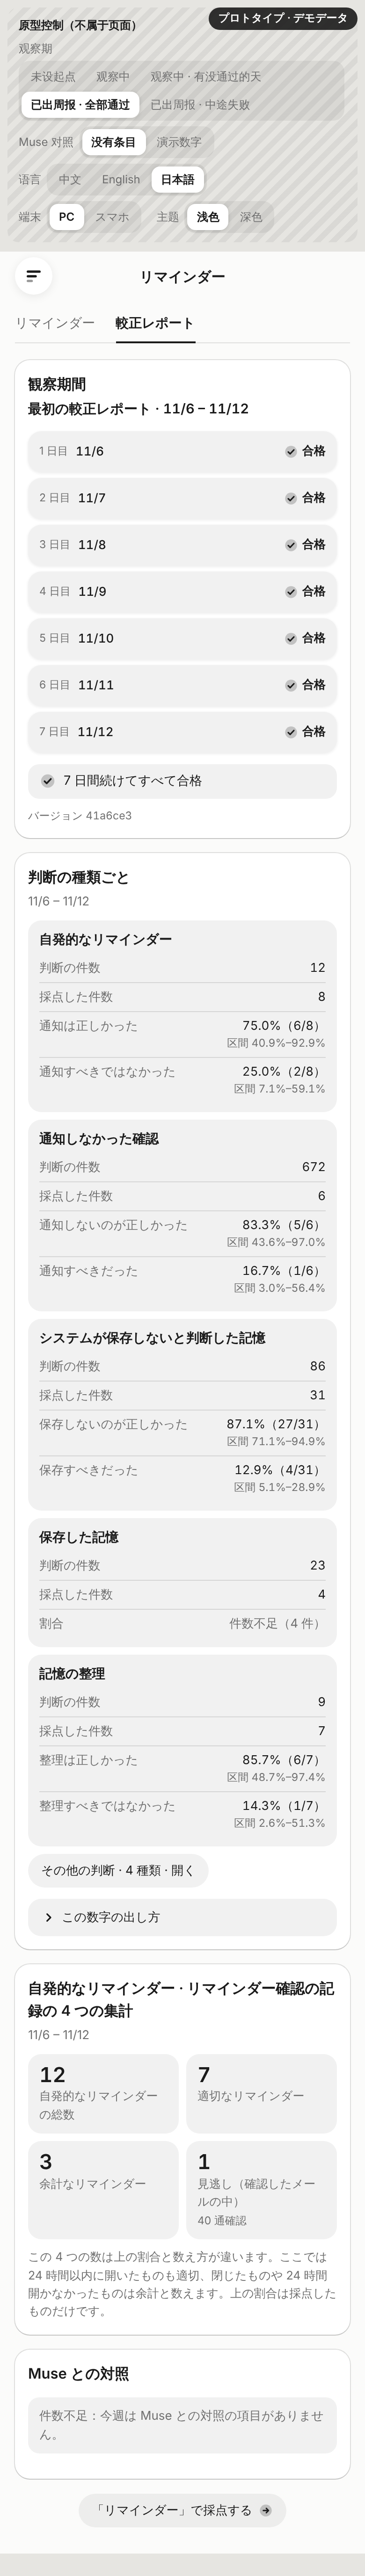 プロトタイプ · デモデータ
原型控制（不属于页面）
观察期
未设起点 观察中 观察中 · 有没通过的天
已出周报 · 全部通过 已出周报 · 中途失败
Muse 对照 没有条目 演示数字
语言 中文 English 日本語
端末 PC スマホ 主题 浅色 深色
リマインダー
リマインダー 較正レポート
観察期間
最初の較正レポート · 11/6 – 11/12
1 日目 11/6 合格
2 日目 11/7 合格
3 日目 11/8 合格
4 日目 11/9 合格
5 日目 11/10 合格
6 日目 11/11 合格
7 日目 11/12 合格
7 日間続けてすべて合格
バージョン 41a6ce3
判断の種類ごと
11/6 – 11/12
自発的なリマインダー
判断の件数 12
採点した件数 8
通知は正しかった 75.0%（6/8）
区間 40.9%–92.9%
通知すべきではなかった 25.0%（2/8）
区間 7.1%–59.1%
通知しなかった確認
判断の件数 672
採点した件数 6
通知しないのが正しかった 83.3%（5/6）
区間 43.6%–97.0%
通知すべきだった 16.7%（1/6）
区間 3.0%–56.4%
システムが保存しないと判断した記憶
判断の件数 86
採点した件数 31
保存しないのが正しかった 87.1%（27/31）
区間 71.1%–94.9%
保存すべきだった 12.9%（4/31）
区間 5.1%–28.9%
保存した記憶
判断の件数 23
採点した件数 4
割合 件数不足（4 件）
記憶の整理
判断の件数 9
採点した件数 7
整理は正しかった 85.7%（6/7）
区間 48.7%–97.4%
整理すべきではなかった 14.3%（1/7）
区間 2.6%–51.3%
その他の判断 · 4 種類 · 開く
この数字の出し方
自発的なリマインダー · リマインダー確認の記
録の 4 つの集計
11/6 – 11/12
12
自発的なリマインダー
の総数
7
適切なリマインダー
3
余計なリマインダー
1
見逃し（確認したメー
ルの中）
40 通確認
この 4 つの数は上の割合と数え方が違います。ここでは
24 時間以内に開いたものも適切、閉じたものや 24 時間
開かなかったものは余計と数えます。上の割合は採点した
ものだけです。
Muse との対照
件数不足：今週は Muse との対照の項目がありませ
ん。
「リマインダー」で採点する